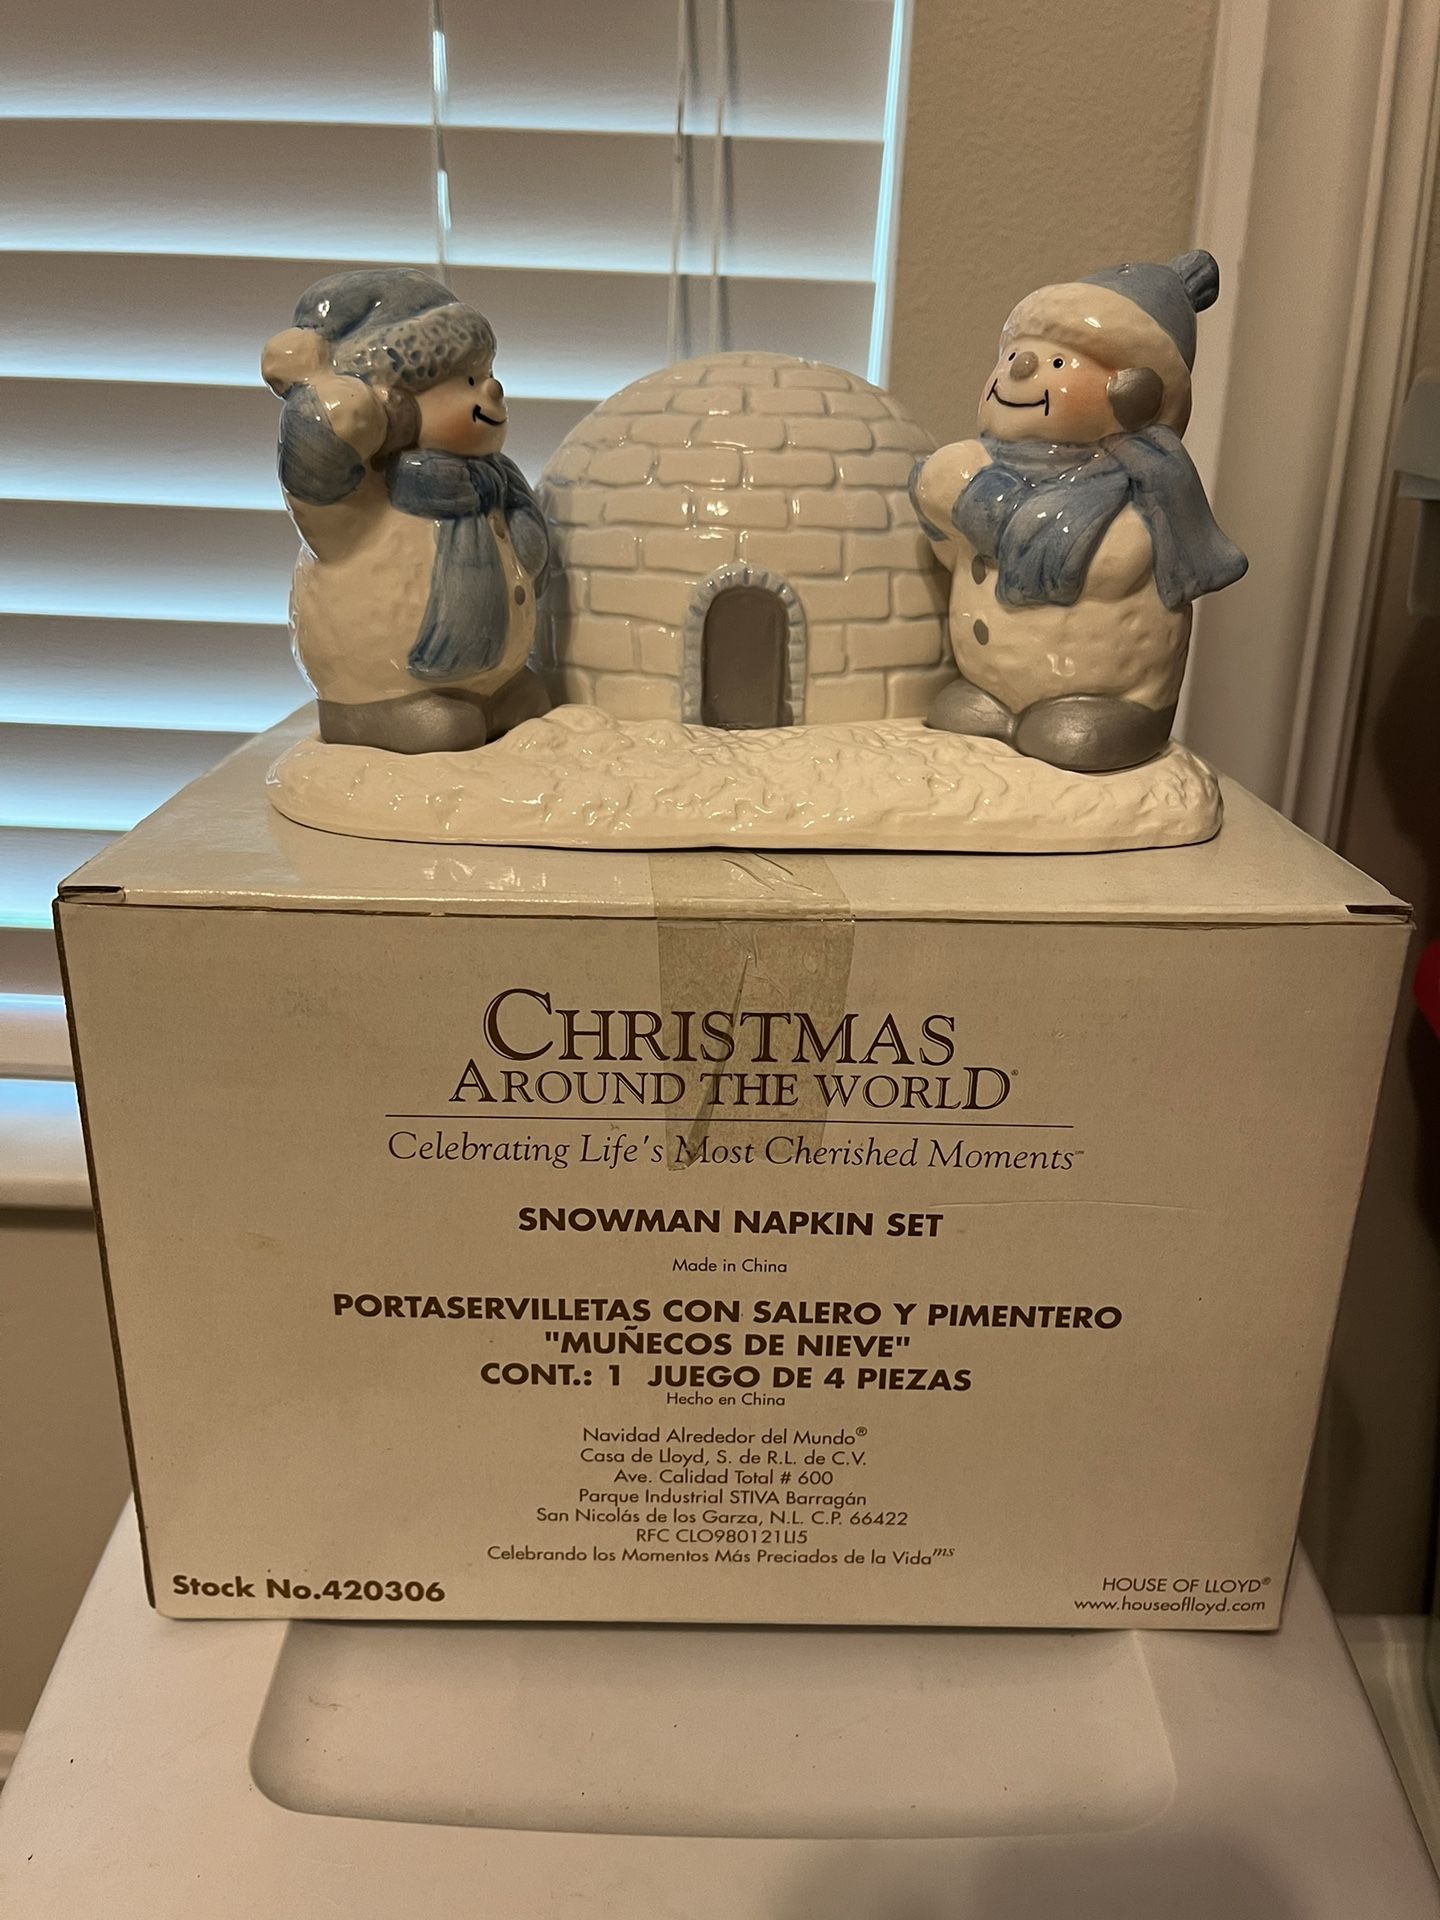 CHRISTMAS
AROUND THE WORLD®
Celebrating Life's Most Cherished Moments℠
SNOWMAN NAPKIN SET
Made in China
PORTASERVILLETAS CON SALERO Y PIMENTERO
"MUÑECOS DE NIEVE"
CONT.: 1 JUEGO DE 4 PIEZAS
Hecho en China
Navidad Alrededor del Mundo®
Casa de Lloyd, S. de R.L. de C.V.
Ave. Calidad Total # 600
Parque Industrial STIVA Barragán
San Nicolás de los Garza, N.L. C.P. 66422
RFC CLO980121LI5
Celebrando los Momentos Más Preciados de la Vida ms
Stock No.420306
HOUSE OF LLOYD®
www.houseoflloyd.com